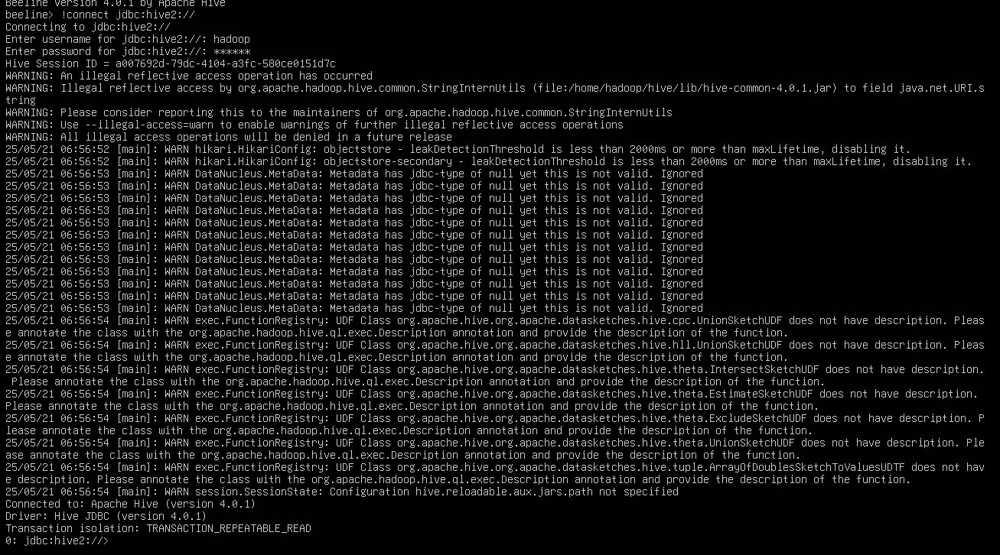 Beeline version 4.0.1 by Apache Hive
beeline> !connect jdbc:hive2://
Connecting to jdbc:hive2://
Enter username for jdbc:hive2://: hadoop
Enter password for jdbc:hive2://: ******
Hive Session ID = a007692d-79dc-4104-a3fc-580ce0151d7c
WARNING: An illegal reflective access operation has occurred
WARNING: Illegal reflective access by org.apache.hadoop.hive.common.StringInternUtils (file:/home/hadoop/hive/lib/hive-common-4.0.1.jar) to field java.net.URI.s
tring
WARNING: Please consider reporting this to the maintainers of org.apache.hadoop.hive.common.StringInternUtils
WARNING: Use --illegal-access=warn to enable warnings of further illegal reflective access operations
WARNING: All illegal access operations will be denied in a future release
25/05/21 06:56:52 [main]: WARN hikari.HikariConfig: objectstore - leakDetectionThreshold is less than 2000ms or more than maxLifetime, disabling it.
25/05/21 06:56:52 [main]: WARN hikari.HikariConfig: objectstore-secondary - leakDetectionThreshold is less than 2000ms or more than maxLifetime, disabling it.
25/05/21 06:56:53 [main]: WARN DataNucleus.MetaData: Metadata has jdbc-type of null yet this is not valid. Ignored
25/05/21 06:56:53 [main]: WARN DataNucleus.MetaData: Metadata has jdbc-type of null yet this is not valid. Ignored
25/05/21 06:56:53 [main]: WARN DataNucleus.MetaData: Metadata has jdbc-type of null yet this is not valid. Ignored
25/05/21 06:56:53 [main]: WARN DataNucleus.MetaData: Metadata has jdbc-type of null yet this is not valid. Ignored
25/05/21 06:56:53 [main]: WARN DataNucleus.MetaData: Metadata has jdbc-type of null yet this is not valid. Ignored
25/05/21 06:56:53 [main]: WARN DataNucleus.MetaData: Metadata has jdbc-type of null yet this is not valid. Ignored
25/05/21 06:56:53 [main]: WARN DataNucleus.MetaData: Metadata has jdbc-type of null yet this is not valid. Ignored
25/05/21 06:56:53 [main]: WARN DataNucleus.MetaData: Metadata has jdbc-type of null yet this is not valid. Ignored
25/05/21 06:56:53 [main]: WARN DataNucleus.MetaData: Metadata has jdbc-type of null yet this is not valid. Ignored
25/05/21 06:56:53 [main]: WARN DataNucleus.MetaData: Metadata has jdbc-type of null yet this is not valid. Ignored
25/05/21 06:56:53 [main]: WARN DataNucleus.MetaData: Metadata has jdbc-type of null yet this is not valid. Ignored
25/05/21 06:56:53 [main]: WARN DataNucleus.MetaData: Metadata has jdbc-type of null yet this is not valid. Ignored
25/05/21 06:56:54 [main]: WARN exec.FunctionRegistry: UDF Class org.apache.hive.org.apache.datasketches.hive.cpc.UnionSketchUDF does not have description. Pleas
e annotate the class with the org.apache.hadoop.hive.ql.exec.Description annotation and provide the description of the function.
25/05/21 06:56:54 [main]: WARN exec.FunctionRegistry: UDF Class org.apache.hive.org.apache.datasketches.hive.hll.UnionSketchUDF does not have description. Pleas
e annotate the class with the org.apache.hadoop.hive.ql.exec.Description annotation and provide the description of the function.
25/05/21 06:56:54 [main]: WARN exec.FunctionRegistry: UDF Class org.apache.hive.org.apache.datasketches.hive.theta.IntersectSketchUDF does not have description.
 Please annotate the class with the org.apache.hadoop.hive.ql.exec.Description annotation and provide the description of the function.
25/05/21 06:56:54 [main]: WARN exec.FunctionRegistry: UDF Class org.apache.hive.org.apache.datasketches.hive.theta.EstimateSketchUDF does not have description.
Please annotate the class with the org.apache.hadoop.hive.ql.exec.Description annotation and provide the description of the function.
25/05/21 06:56:54 [main]: WARN exec.FunctionRegistry: UDF Class org.apache.hive.org.apache.datasketches.hive.theta.ExcludeSketchUDF does not have description. P
lease annotate the class with the org.apache.hadoop.hive.ql.exec.Description annotation and provide the description of the function.
25/05/21 06:56:54 [main]: WARN exec.FunctionRegistry: UDF Class org.apache.hive.org.apache.datasketches.hive.theta.UnionSketchUDF does not have description. Ple
ase annotate the class with the org.apache.hadoop.hive.ql.exec.Description annotation and provide the description of the function.
25/05/21 06:56:54 [main]: WARN exec.FunctionRegistry: UDF Class org.apache.hive.org.apache.datasketches.hive.tuple.ArrayOfDoublesSketchToValuesUDTF does not hav
e description. Please annotate the class with the org.apache.hadoop.hive.ql.exec.Description annotation and provide the description of the function.
25/05/21 06:56:54 [main]: WARN session.SessionState: Configuration hive.reloadable.aux.jars.path not specified
Connected to: Apache Hive (version 4.0.1)
Driver: Hive JDBC (version 4.0.1)
Transaction isolation: TRANSACTION_REPEATABLE_READ
0: jdbc:hive2://>